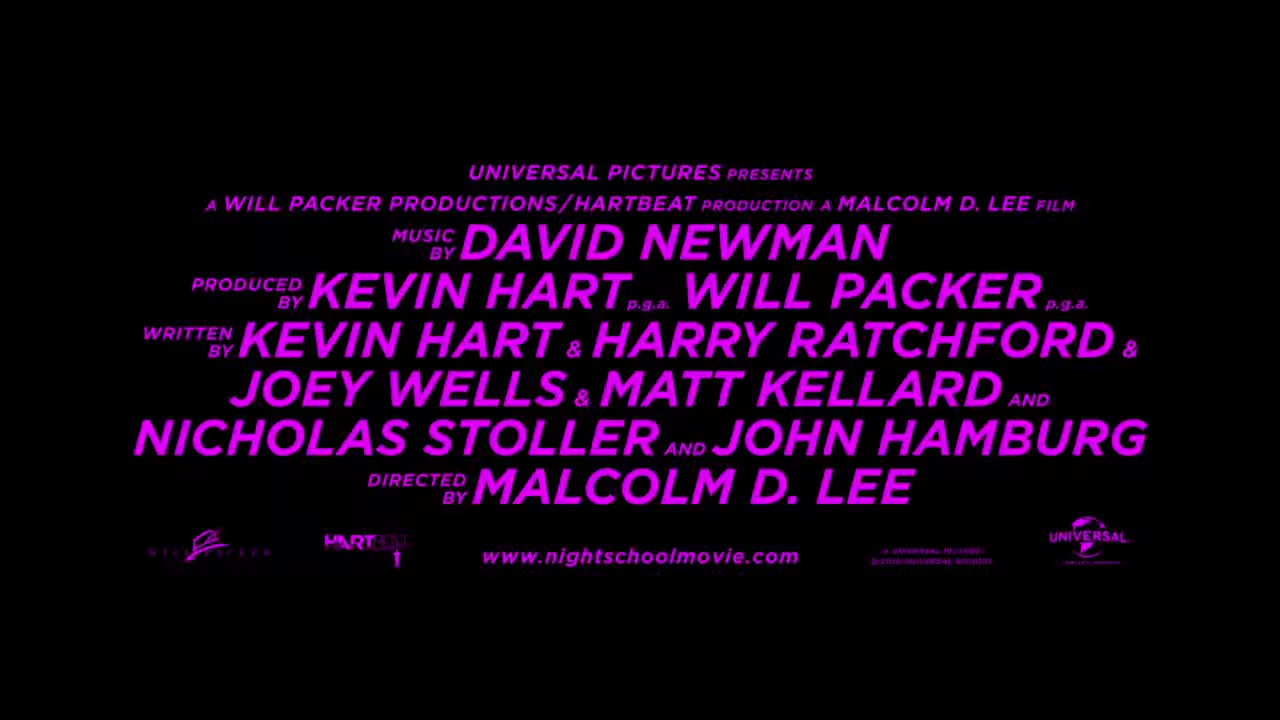 UNIVERSAL PICTURES PRESENTS
A WILL PACKER PRODUCTIONS/HARTBEAT PRODUCTION A MALCOLM D. LEE FILM
MUSIC BY DAVID NEWMAN
PRODUCED BY KEVIN HART p.g.a. WILL PACKER p.g.a.
WRITTEN BY KEVIN HART & HARRY RATCHFORD &
JOEY WELLS & MATT KELLARD AND
NICHOLAS STOLLER AND JOHN HAMBURG
DIRECTED BY MALCOLM D. LEE
HART
www.nightschoolmovie.com
UNIVERSAL